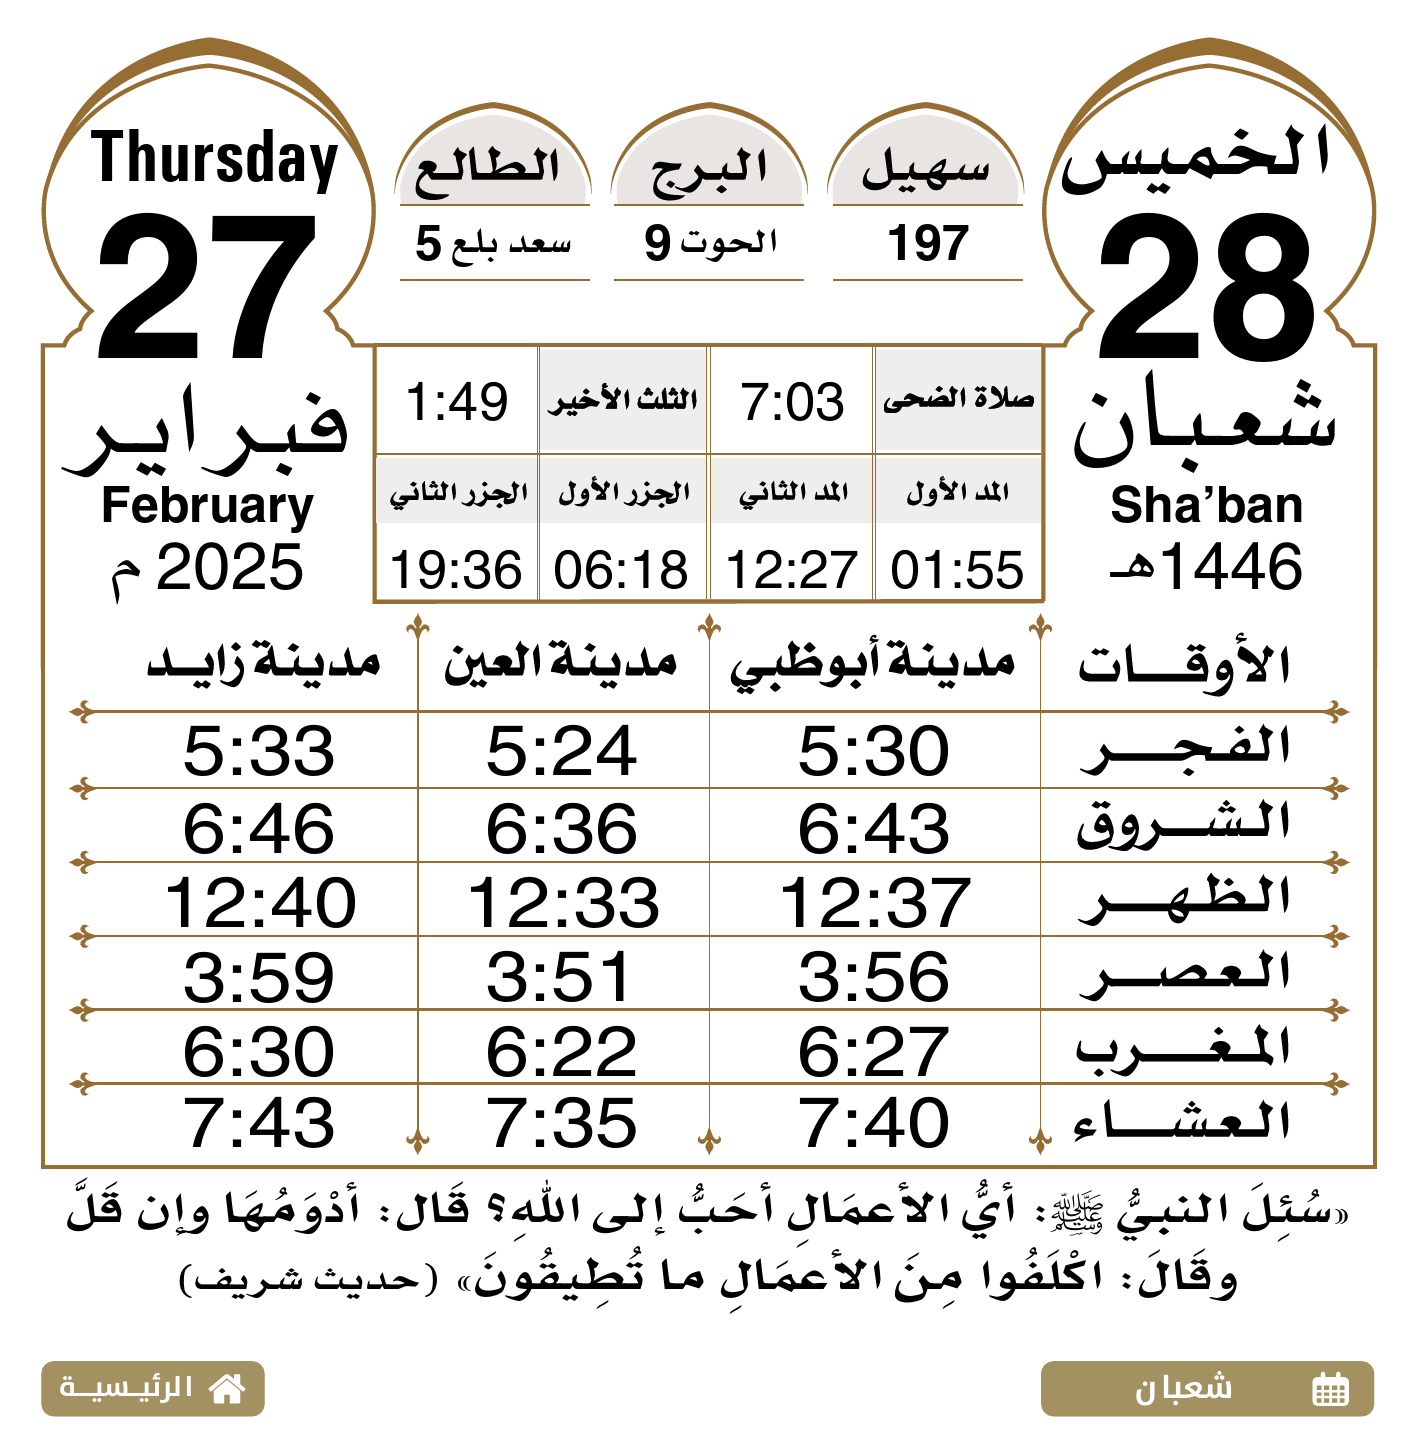 الخميس
28
شعبان
Sha’ban
1446هـ
سهيل
197
البرج
الحوت 9
الطالع
سعد بلع 5
Thursday
27
فبراير
February
2025 م
صلاة الضحى 7:03 الثلث الأخير 1:49
المد الأول المد الثاني الجزر الأول الجزر الثاني
01:55 12:27 06:18 19:36
الأوقات مدينة أبوظبي مدينة العين مدينة زايد
الفجر 5:30 5:24 5:33
الشروق 6:43 6:36 6:46
الظهر 12:37 12:33 12:40
العصر 3:56 3:51 3:59
المغرب 6:27 6:22 6:30
العشاء 7:40 7:35 7:43
«سُئِلَ النبيُّ ﷺ: أيُّ الأعمَالِ أحَبُّ إلى اللهِ؟ قَال: أدْوَمُهَا وإن قَلَّ
وقَالَ: اكْلَفُوا مِنَ الأعمَالِ ما تُطِيقُونَ» (حديث شريف)
شعبان
الرئيسية